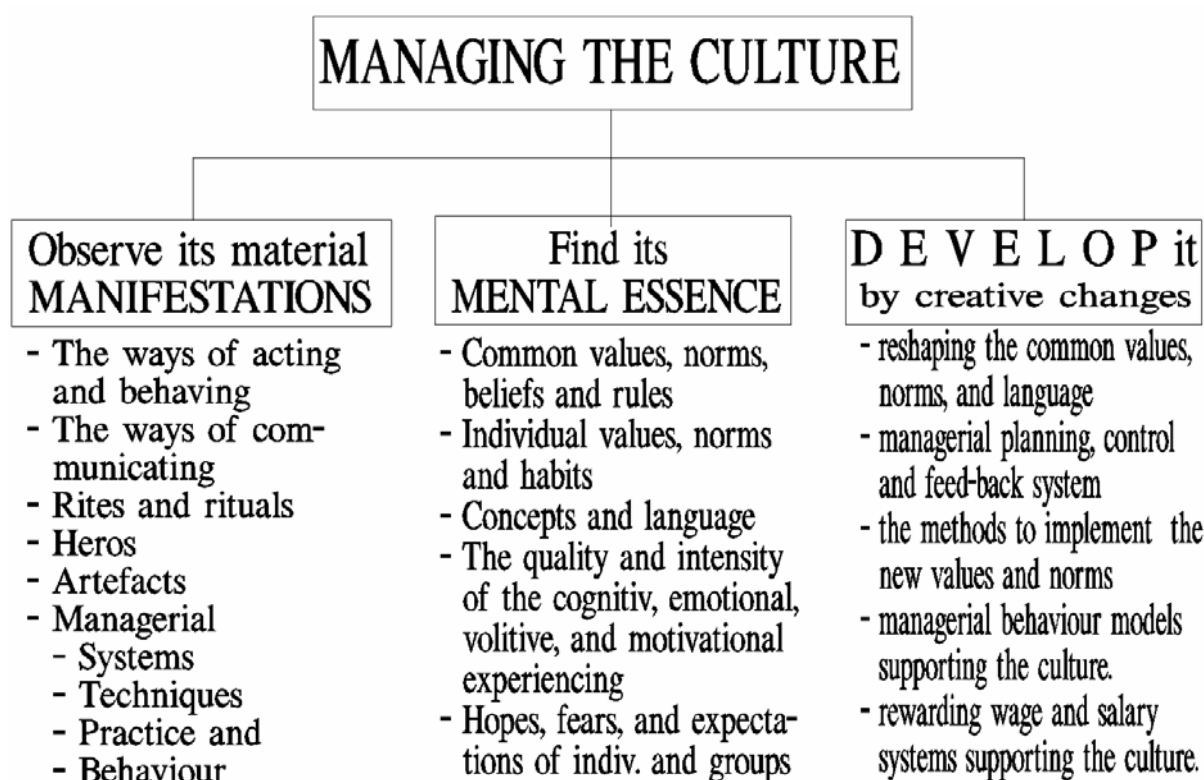 MANAGING THE CULTURE
Observe its material
MANIFESTATIONS
- The ways of acting
and behaving
- The ways of com-
municating
- Rites and rituals
- Heros
- Artefacts
- Managerial
- Systems
- Techniques
- Practice and
- Behaviour
Find its
MENTAL ESSENCE
- Common values, norms,
beliefs and rules
- Individual values, norms
and habits
- Concepts and language
- The quality and intensity
of the cognitiv, emotional,
volitive, and motivational
experiencing
- Hopes, fears, and expecta-
tions of indiv. and groups
D E V E L O P it
by creative changes
- reshaping the common values,
norms, and language
- managerial planning, control
and feed-back system
- the methods to implement the
new values and norms
- managerial behaviour models
supporting the culture.
- rewarding wage and salary
systems supporting the culture.